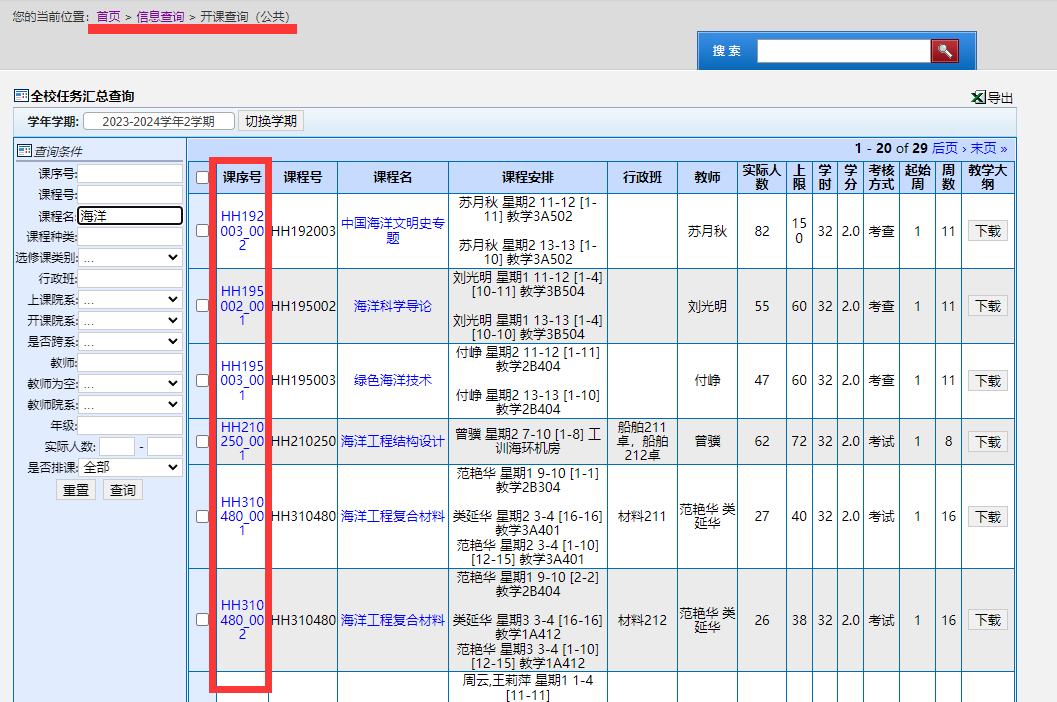 您的当前位置: 首页 > 信息查询 > 开课查询（公共）
搜 索
全校任务汇总查询
导出
学年学期: 2023-2024学年2学期 切换学期
查询条件
课序号:
课程号:
课程名: 海洋
课程种类:
选修课类别: ...
行政班:
上课院系: ...
开课院系: ...
是否跨系: ...
教师:
教师为空: ...
教师院系: ...
年级:
实际人数: -
是否排课: 全部
重置 查询
1 - 20 of 29 后页 › 末页 »
课序号 课程号 课程名 课程安排 行政班 教师 实际人数 上限 学时 学分 考核方式 起始周 周数 教学大纲
HH192003_002 HH192003 中国海洋文明史专题 苏月秋 星期2 11-12 [1-11] 教学3A502
苏月秋 星期2 13-13 [1-10] 教学3A502 苏月秋 82 150 32 2.0 考查 1 11 下载
HH195002_001 HH195002 海洋科学导论 刘光明 星期1 11-12 [1-4] [10-11] 教学3B504
刘光明 星期1 13-13 [1-4] [10-10] 教学3B504 刘光明 55 60 32 2.0 考查 1 11 下载
HH195003_001 HH195003 绿色海洋技术 付峥 星期2 11-12 [1-11] 教学2B404
付峥 星期2 13-13 [1-10] 教学2B404 付峥 47 60 32 2.0 考查 1 11 下载
HH210250_001 HH210250 海洋工程结构设计 曾骥 星期2 7-10 [1-8] 工训海环机房 船舶211卓，船舶212卓 曾骥 62 72 32 2.0 考试 1 8 下载
HH310480_001 HH310480 海洋工程复合材料 范艳华 星期1 9-10 [1-1] 教学2B304
类延华 星期2 3-4 [16-16] 教学3A401
范艳华 星期2 3-4 [1-10] [12-15] 教学3A401 材料211 范艳华 类延华 27 40 32 2.0 考试 1 16 下载
HH310480_002 HH310480 海洋工程复合材料 范艳华 星期1 9-10 [2-2] 教学2B404
类延华 星期3 3-4 [16-16] 教学1A412
范艳华 星期3 3-4 [1-10] [12-15] 教学1A412 材料212 范艳华 类延华 26 38 32 2.0 考试 1 16 下载
周云,王莉萍 星期1 1-4
[11-11]